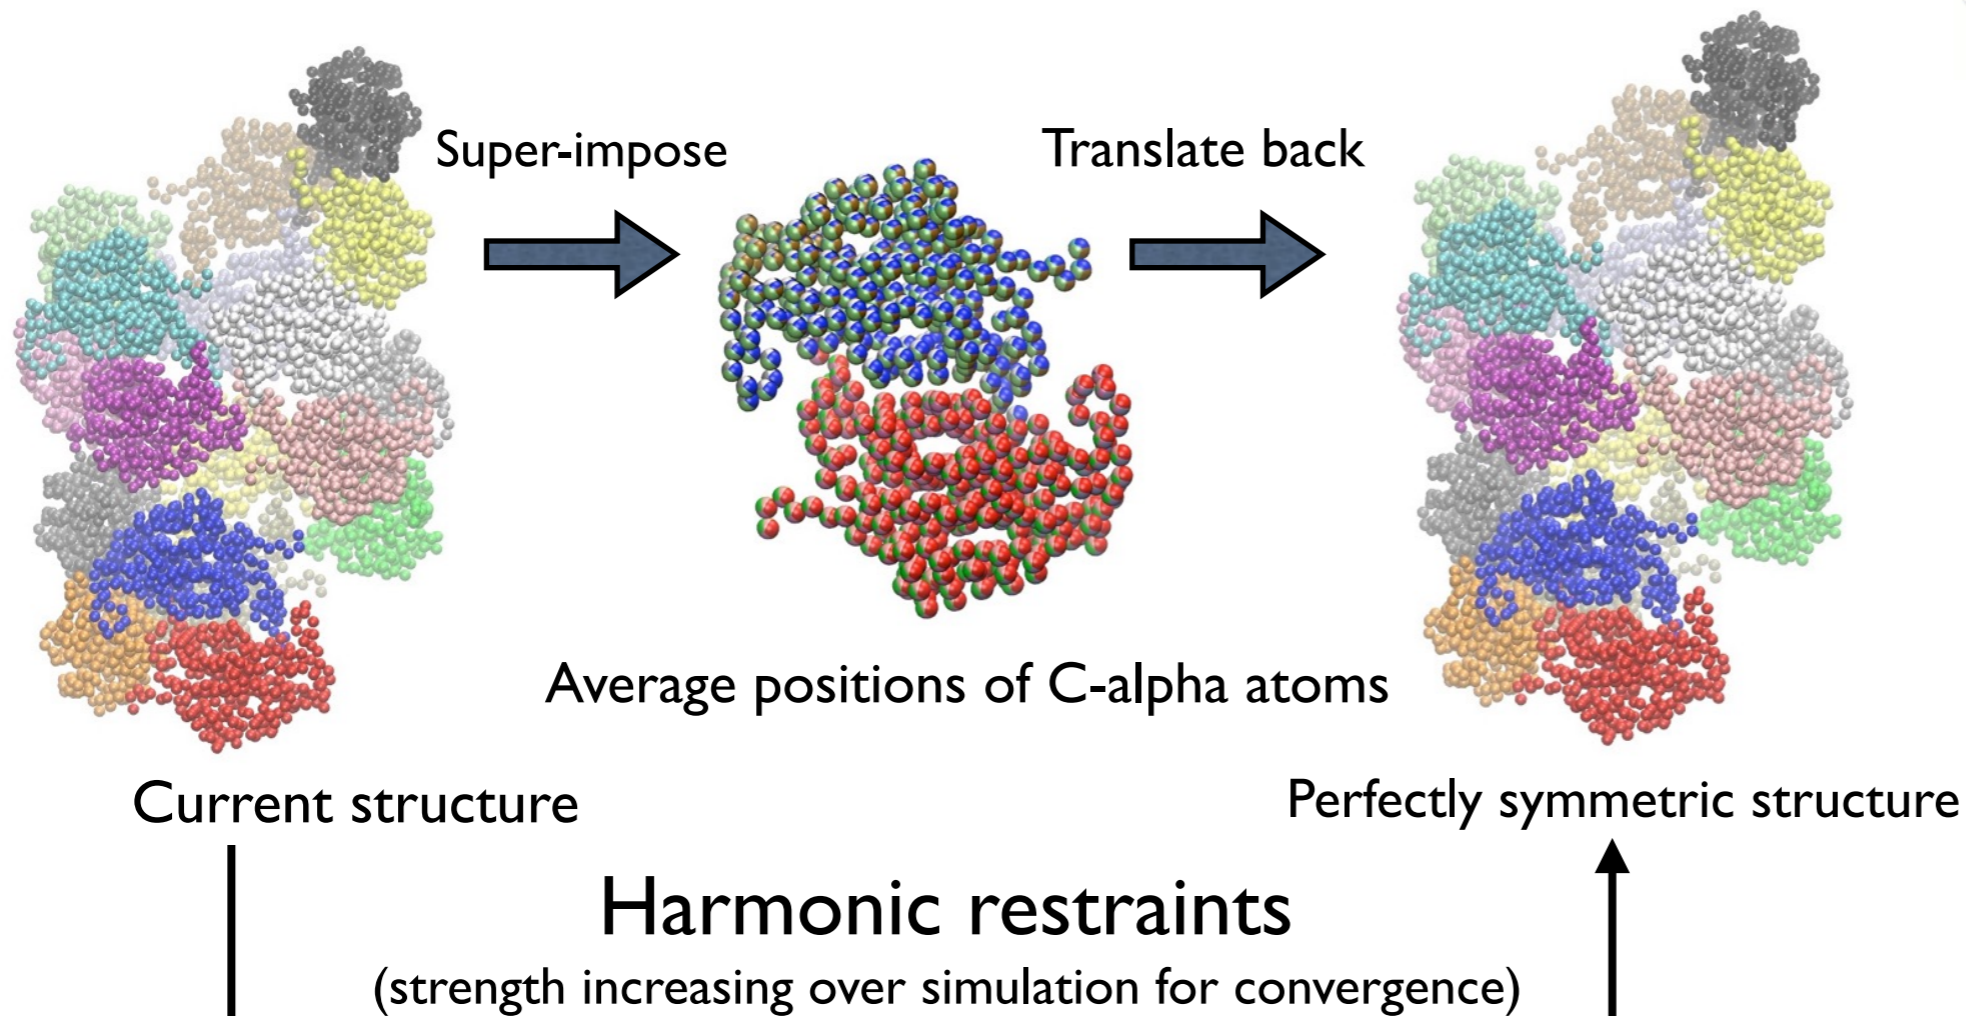 Super-impose
Translate back
Average positions of C-alpha atoms
Current structure
Perfectly symmetric structure
Harmonic restraints
(strength increasing over simulation for convergence)